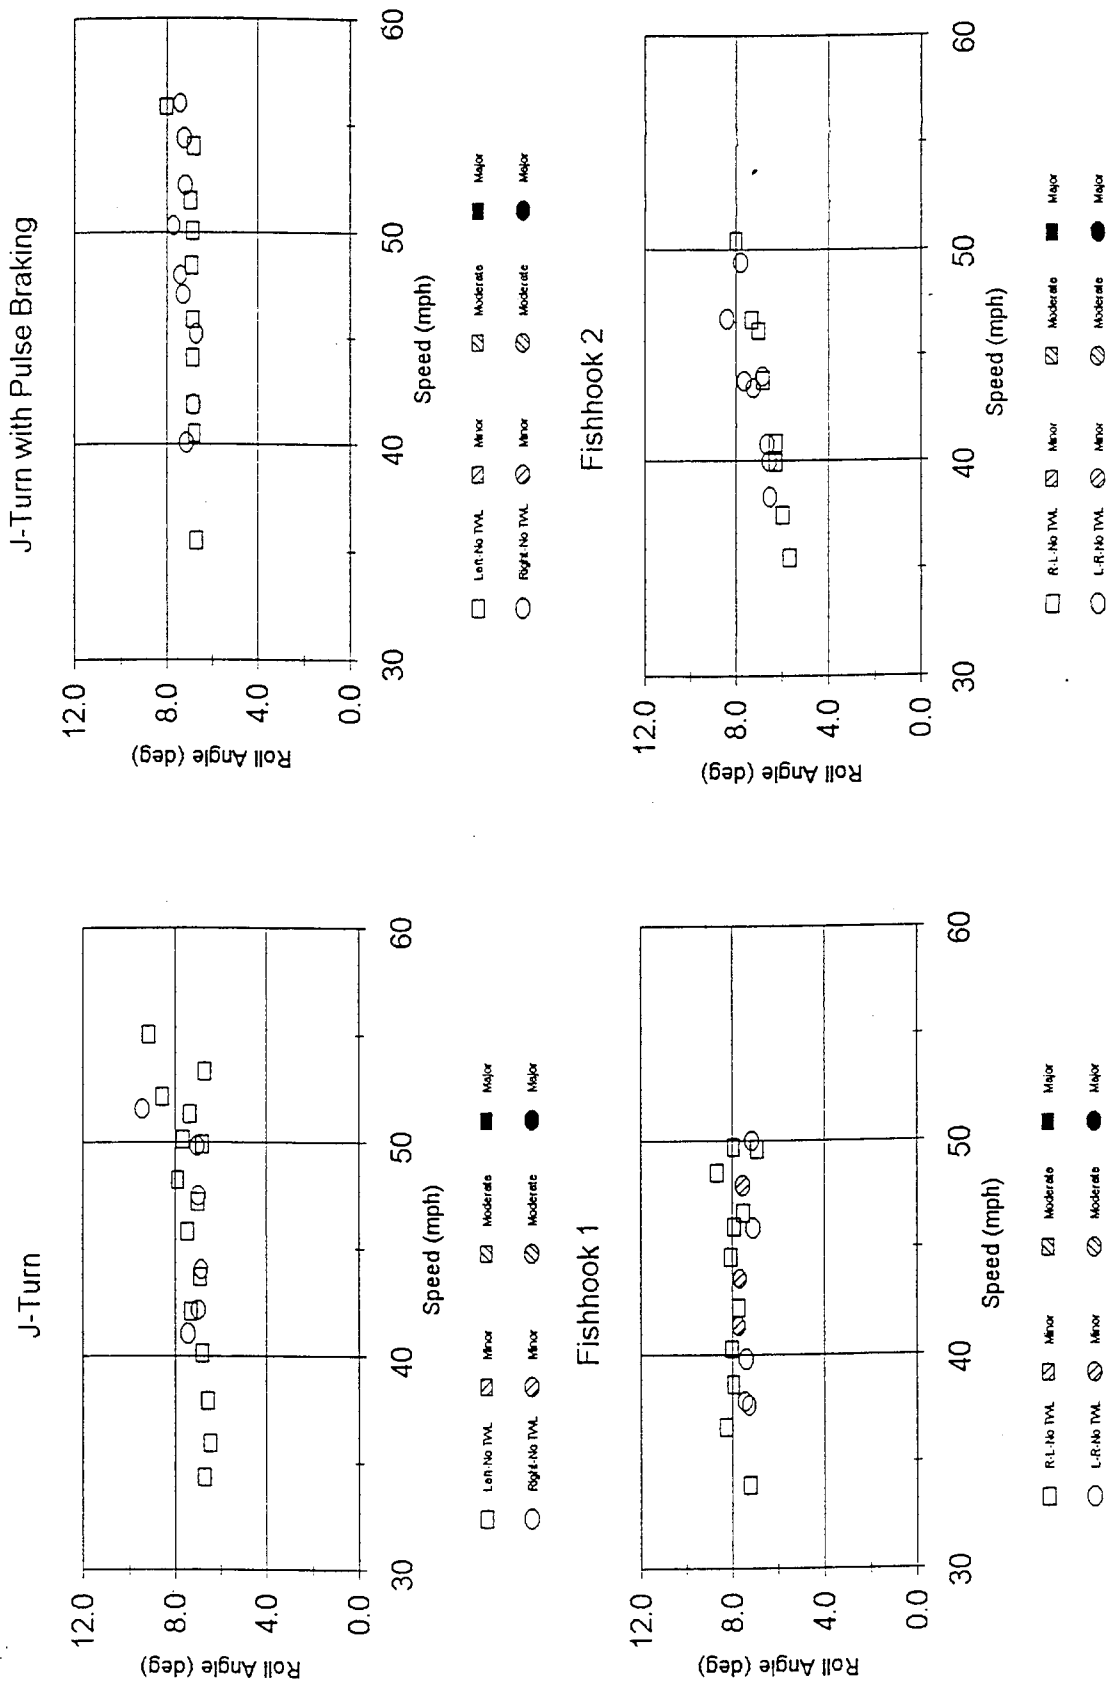 J-Turn
12.0
8.0
4.0
0.0
Roll Angle (deg)
30
40
50
60
Speed (mph)
Left-No TWL
Minor
Moderate
Major
Right-No TWL
Minor
Moderate
Major
J-Turn with Pulse Braking
12.0
8.0
4.0
0.0
Roll Angle (deg)
30
40
50
60
Speed (mph)
Left-No TWL
Minor
Moderate
Major
Right-No TWL
Minor
Moderate
Major
Fishhook 1
12.0
8.0
4.0
0.0
Roll Angle (deg)
30
40
50
60
Speed (mph)
R-L-No TWL
Minor
Moderate
Major
L-R-No TWL
Minor
Moderate
Major
Fishhook 2
12.0
8.0
4.0
0.0
Roll Angle (deg)
30
40
50
60
Speed (mph)
R-L-No TWL
Minor
Moderate
Major
L-R-No TWL
Minor
Moderate
Major